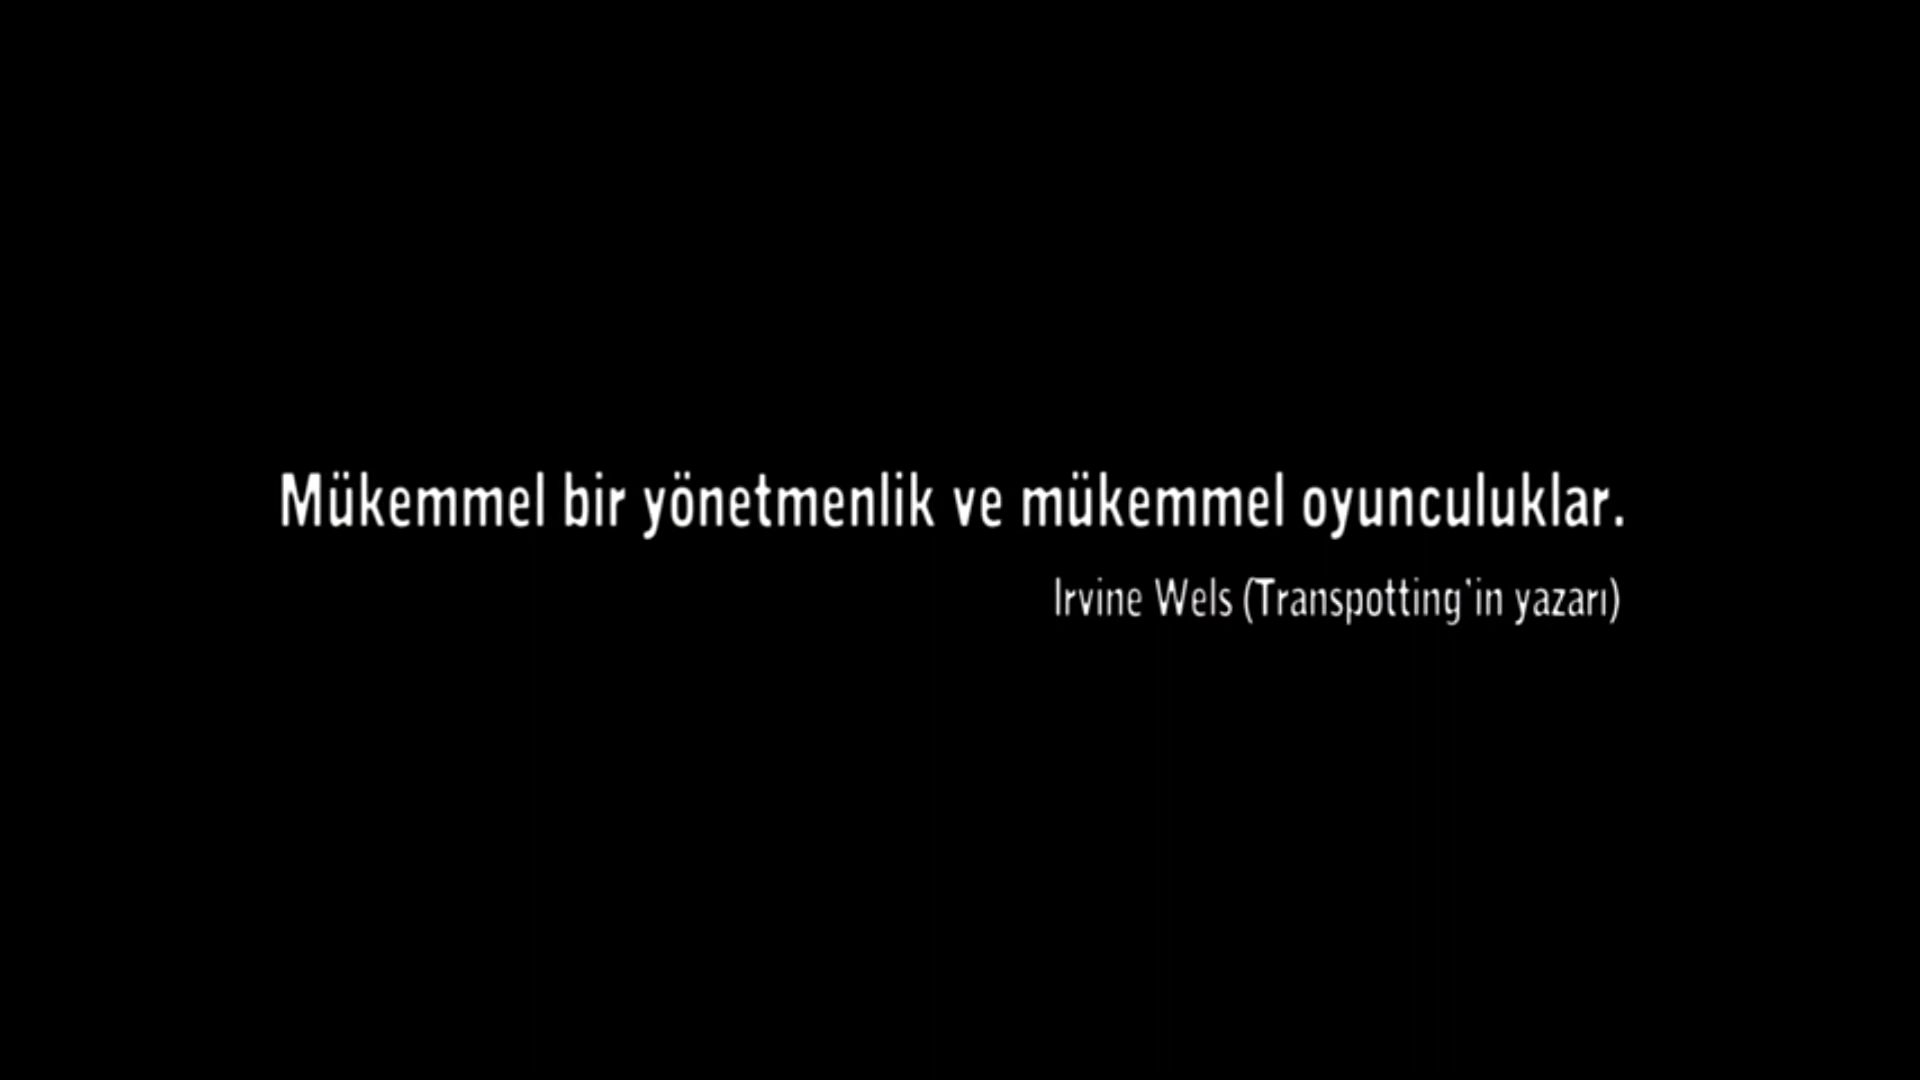 Mükemmel bir yönetmenlik ve mükemmel oyunculuklar.
Irvine Wels (Transpotting'in yazarı)